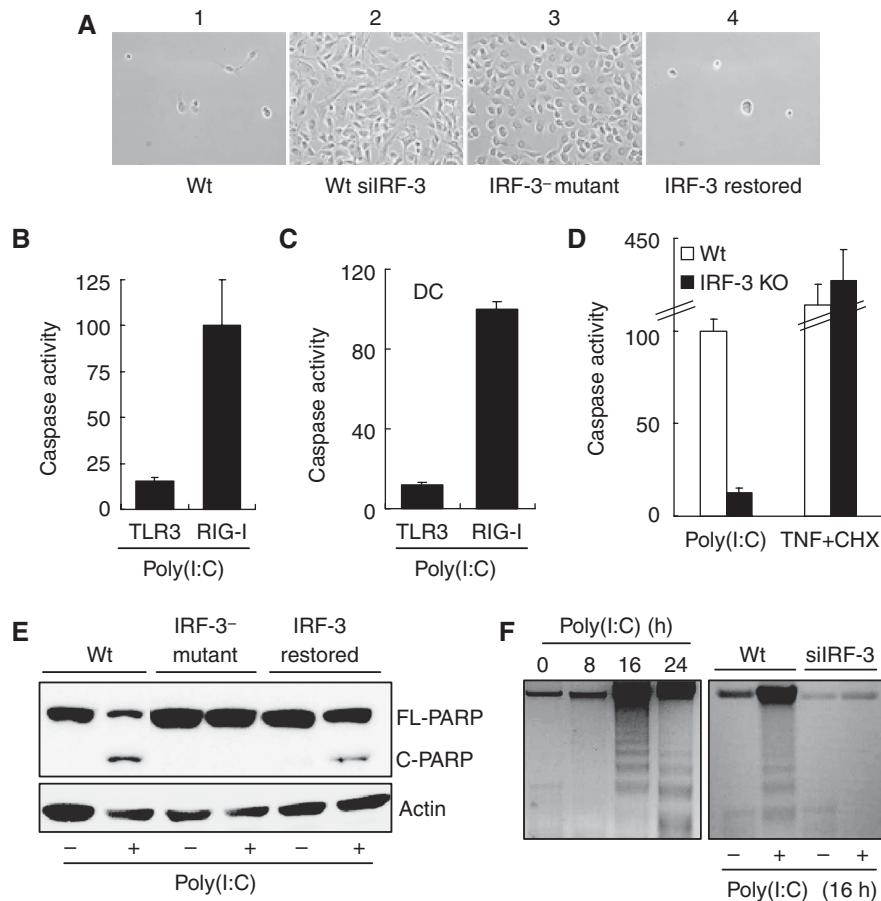 A
1 2 3 4
Wt Wt siIRF-3 IRF-3⁻ mutant IRF-3 restored
B
Caspase activity
125
100
75
50
25
0
TLR3 RIG-I
Poly(I:C)
C
DC
Caspase activity
120
80
40
0
TLR3 RIG-I
Poly(I:C)
D
Wt
IRF-3 KO
Caspase activity
450
100
50
0
Poly(I:C) TNF+CHX
E
Wt
IRF-3⁻
mutant
IRF-3
restored
FL-PARP
C-PARP
Actin
– + – + – +
Poly(I:C)
F
Poly(I:C) (h)
0 8 16 24
Wt siIRF-3
– + – +
Poly(I:C) (16 h)